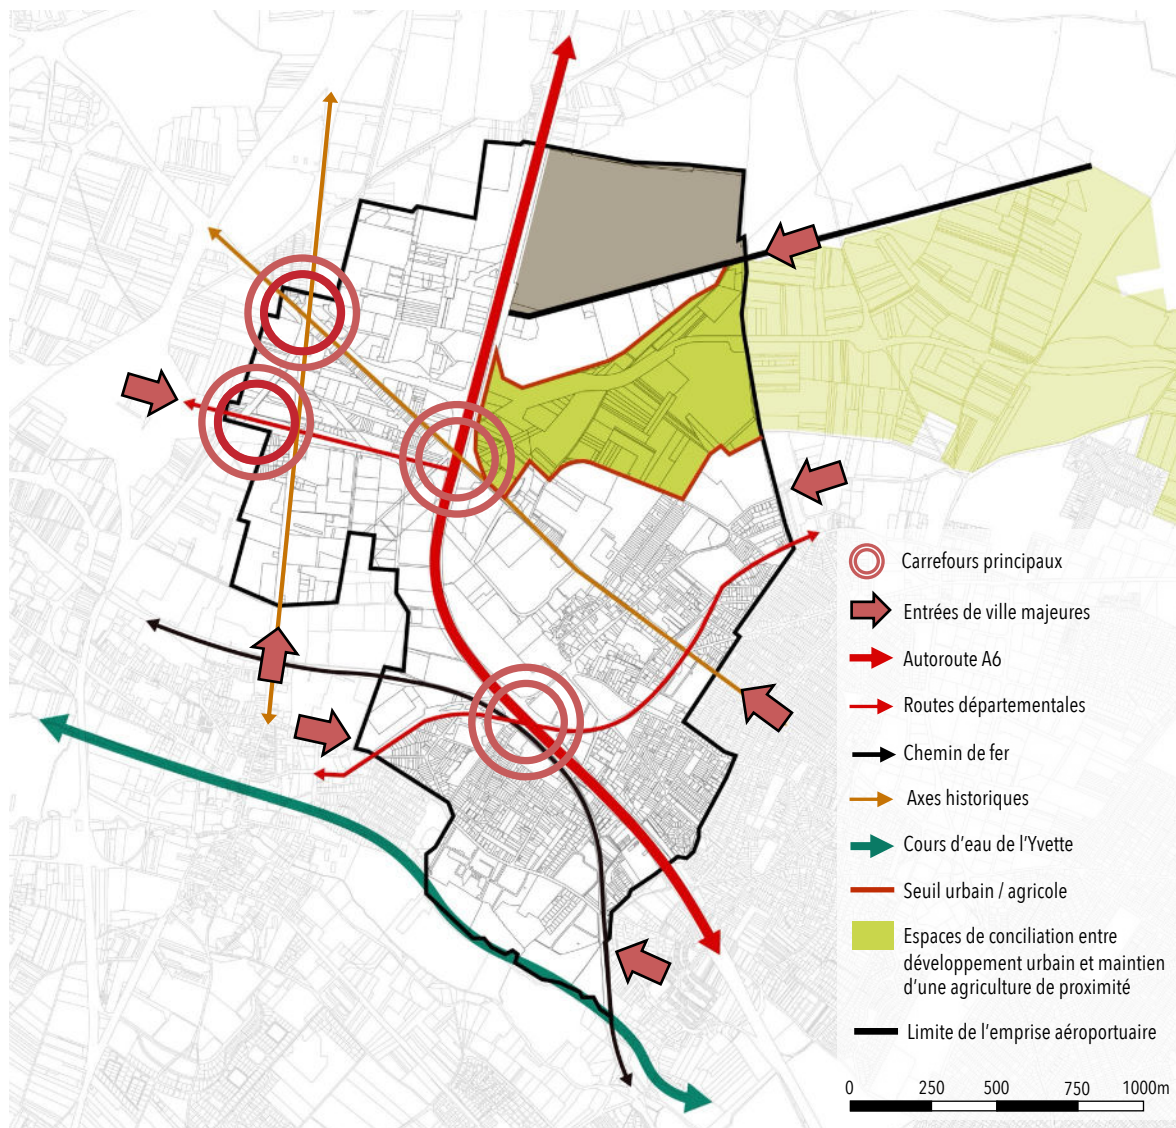 Carrefours principaux
Entrées de ville majeures
Autoroute A6
Routes départementales
Chemin de fer
Axes historiques
Cours d'eau de l'Yvette
Seuil urbain / agricole
Espaces de conciliation entre
développement urbain et maintien
d'une agriculture de proximité
Limite de l'emprise aéroportuaire
0 250 500 750 1000m